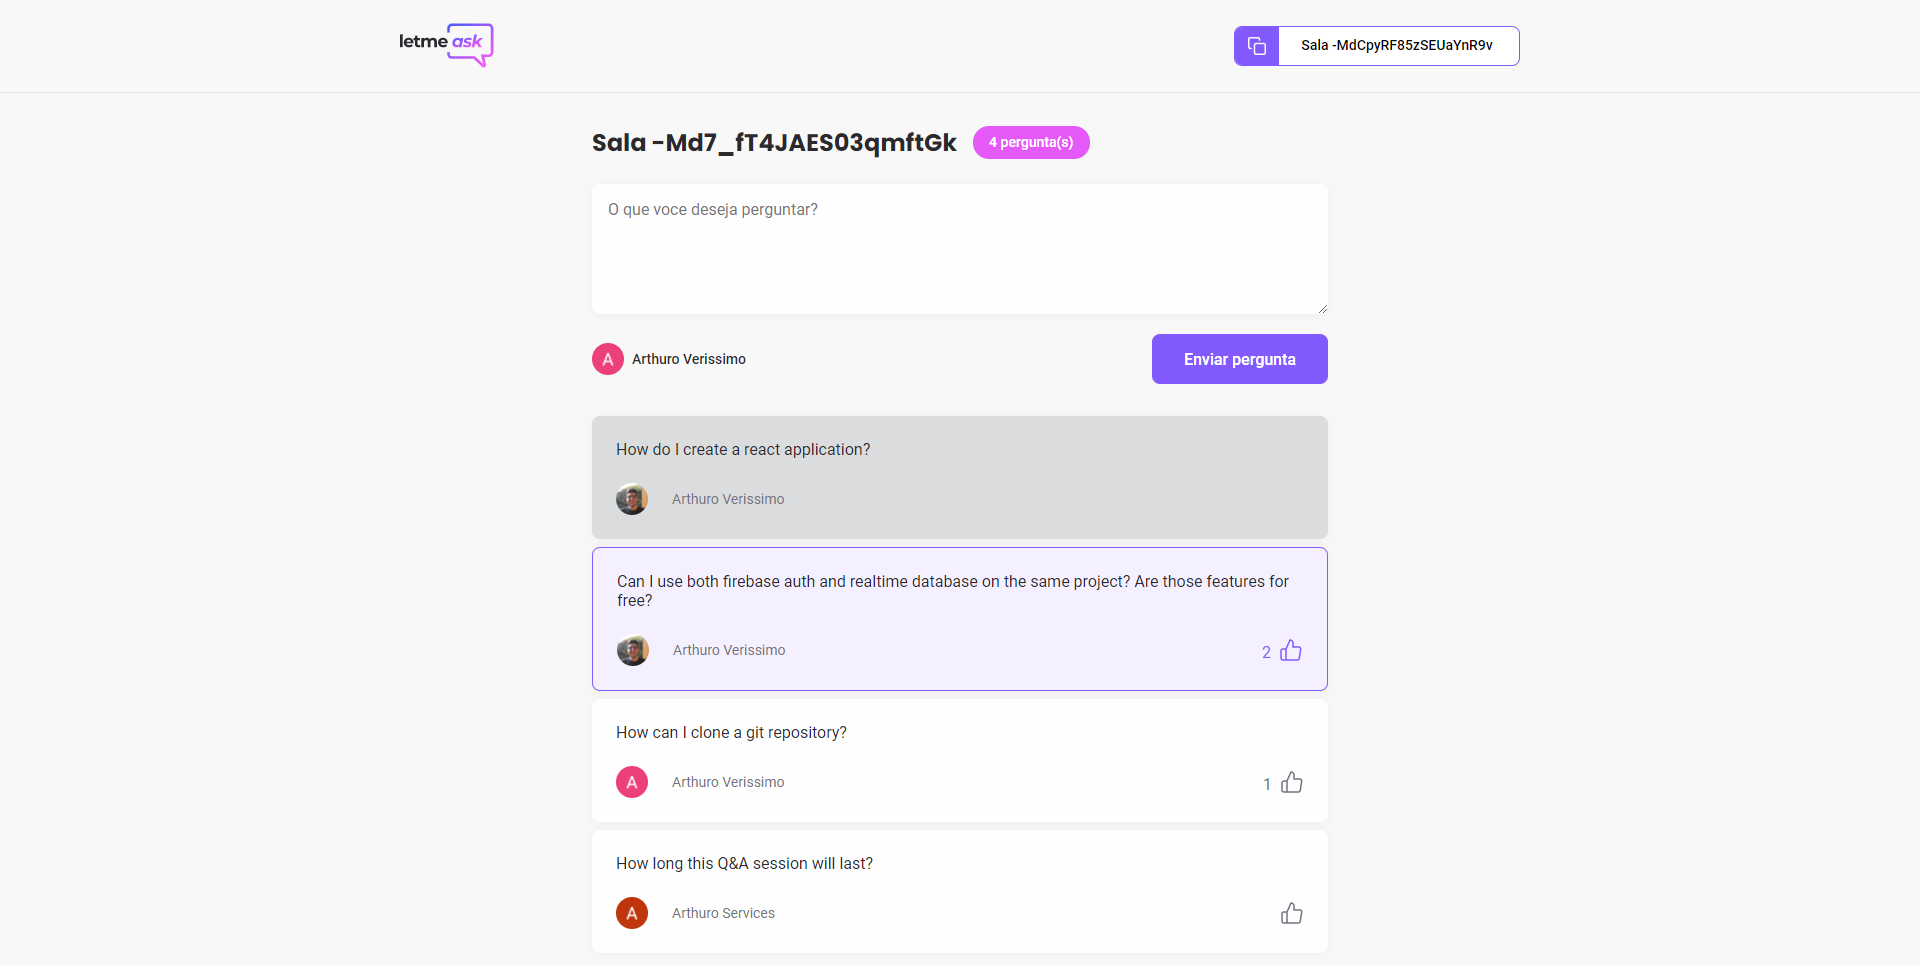 letme ask
Sala -MdCpyRF85zSEUaYnR9v
Sala -Md7_fT4JAES03qmftGk
4 pergunta(s)
O que voce deseja perguntar?
A
Arthuro Verissimo
Enviar pergunta
How do I create a react application?
Arthuro Verissimo
Can I use both firebase auth and realtime database on the same project? Are those features for
free?
Arthuro Verissimo
2
How can I clone a git repository?
A
Arthuro Verissimo
1
How long this Q&A session will last?
A
Arthuro Services